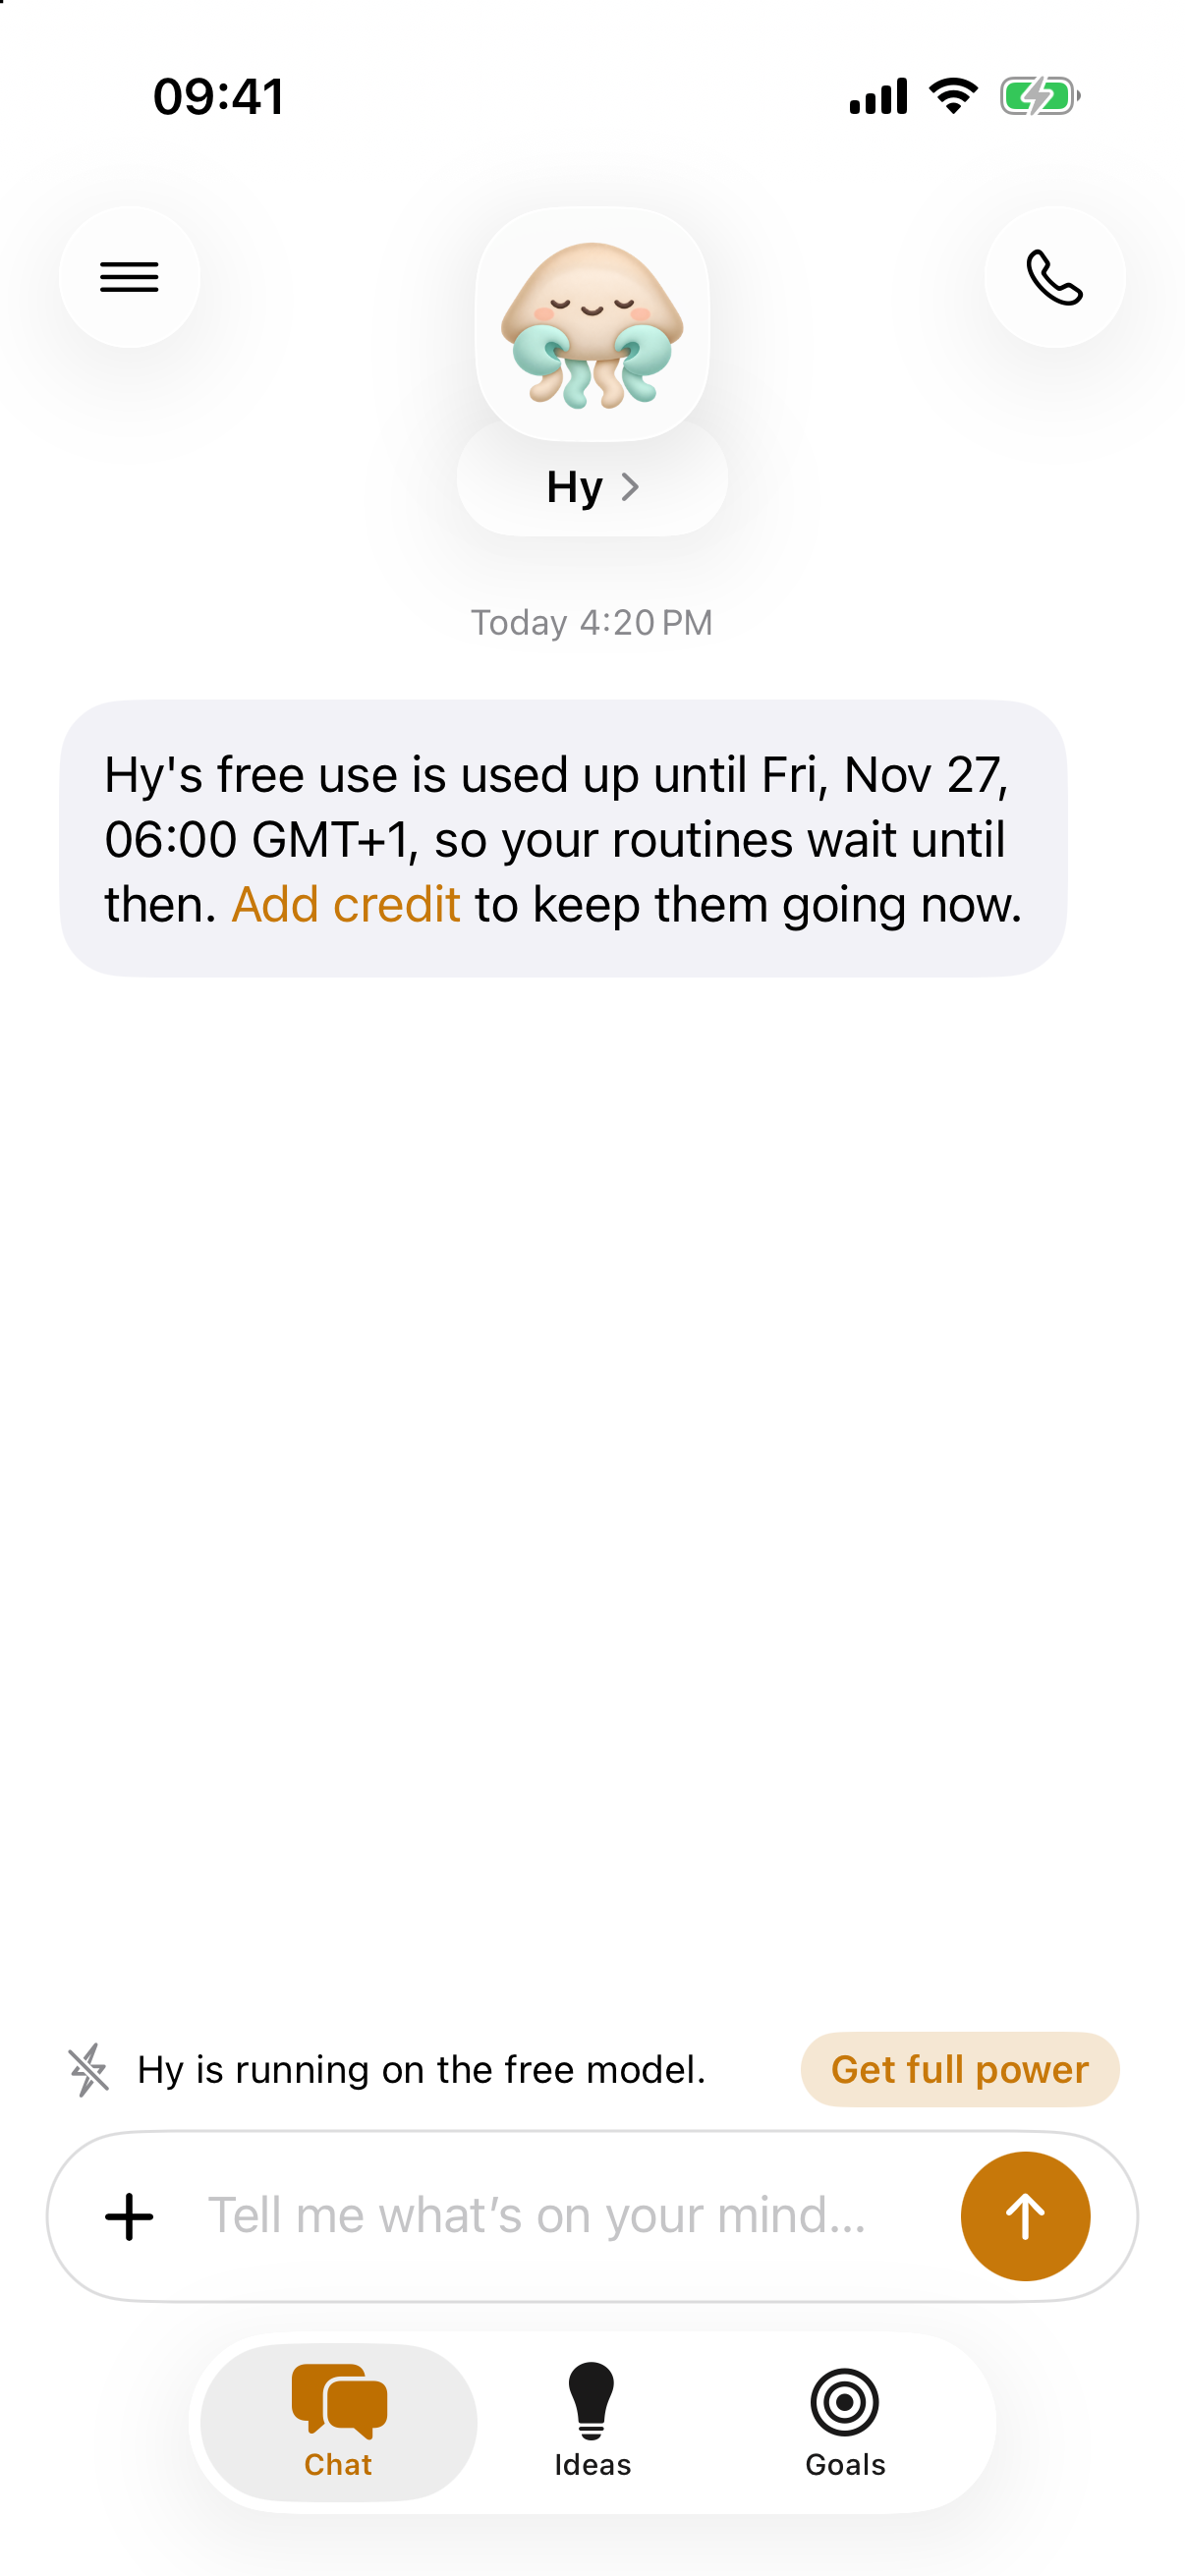 09:41
Hy
Today 4:20 PM
Hy's free use is used up until Fri, Nov 27,
06:00 GMT+1, so your routines wait until
then. Add credit to keep them going now.
Hy is running on the free model.
Get full power
Tell me what’s on your mind...
Chat
Ideas
Goals